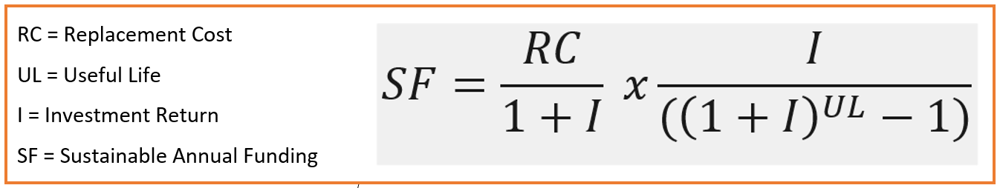 RC = Replacement Cost
UL = Useful Life
I = Investment Return
SF = Sustainable Annual Funding
SF = RC / (1 + I) x I / ((1 + I)^UL − 1)